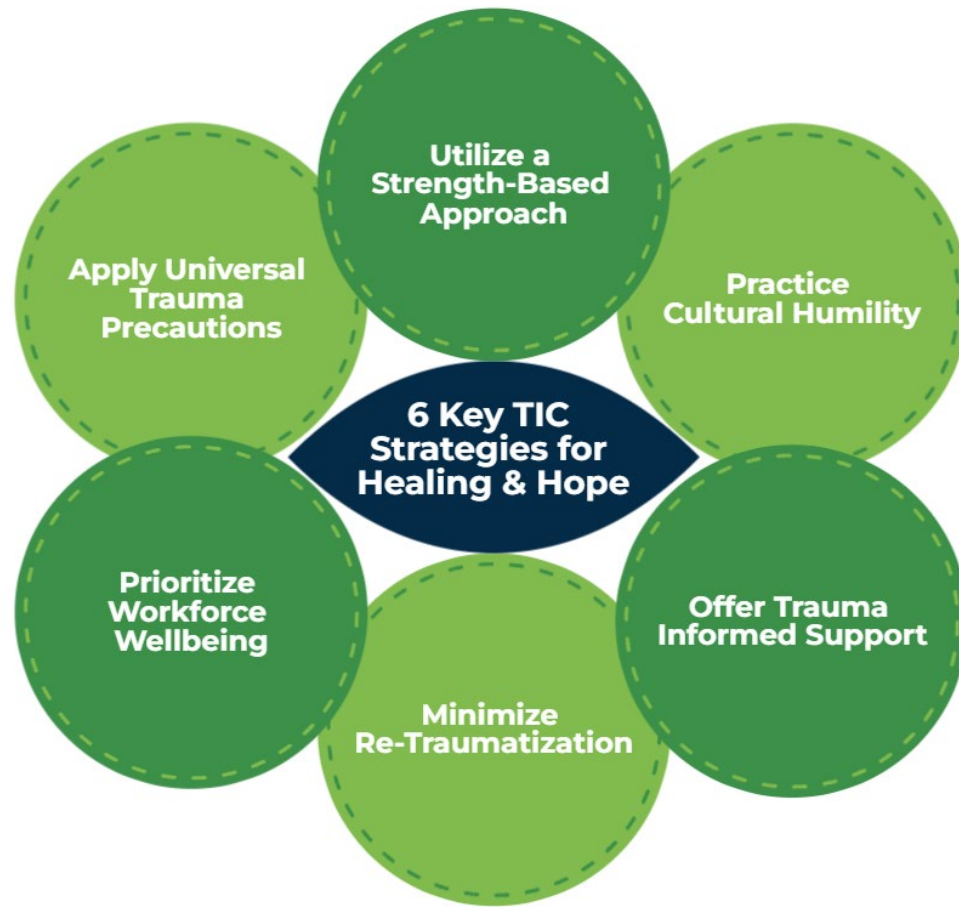 Utilize a
Strength-Based
Approach
Apply Universal
Trauma
Precautions
Practice
Cultural Humility
6 Key TIC
Strategies for
Healing & Hope
Prioritize
Workforce
Wellbeing
Offer Trauma
Informed Support
Minimize
Re-Traumatization